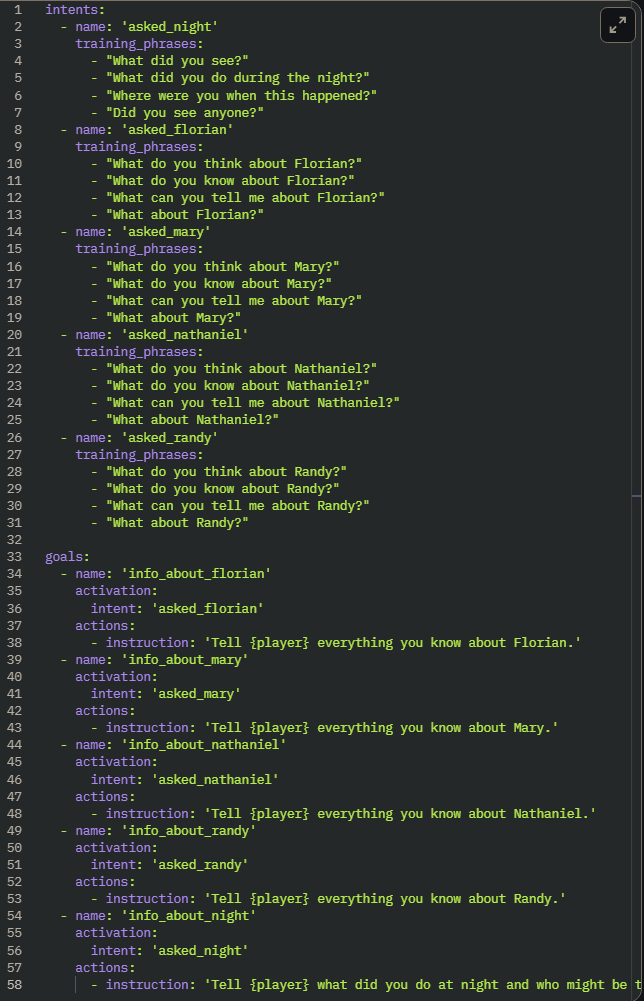 1 intents:
2 - name: 'asked_night'
3 training_phrases:
4 - "What did you see?"
5 - "What did you do during the night?"
6 - "Where were you when this happened?"
7 - "Did you see anyone?"
8 - name: 'asked_florian'
9 training_phrases:
10 - "What do you think about Florian?"
11 - "What do you know about Florian?"
12 - "What can you tell me about Florian?"
13 - "What about Florian?"
14 - name: 'asked_mary'
15 training_phrases:
16 - "What do you think about Mary?"
17 - "What do you know about Mary?"
18 - "What can you tell me about Mary?"
19 - "What about Mary?"
20 - name: 'asked_nathaniel'
21 training_phrases:
22 - "What do you think about Nathaniel?"
23 - "What do you know about Nathaniel?"
24 - "What can you tell me about Nathaniel?"
25 - "What about Nathaniel?"
26 - name: 'asked_randy'
27 training_phrases:
28 - "What do you think about Randy?"
29 - "What do you know about Randy?"
30 - "What can you tell me about Randy?"
31 - "What about Randy?"
32
33 goals:
34 - name: 'info_about_florian'
35 activation:
36 intent: 'asked_florian'
37 actions:
38 - instruction: 'Tell {player} everything you know about Florian.'
39 - name: 'info_about_mary'
40 activation:
41 intent: 'asked_mary'
42 actions:
43 - instruction: 'Tell {player} everything you know about Mary.'
44 - name: 'info_about_nathaniel'
45 activation:
46 intent: 'asked_nathaniel'
47 actions:
48 - instruction: 'Tell {player} everything you know about Nathaniel.'
49 - name: 'info_about_randy'
50 activation:
51 intent: 'asked_randy'
52 actions:
53 - instruction: 'Tell {player} everything you know about Randy.'
54 - name: 'info_about_night'
55 activation:
56 intent: 'asked_night'
57 actions:
58 - instruction: 'Tell {player} what did you do at night and who might be